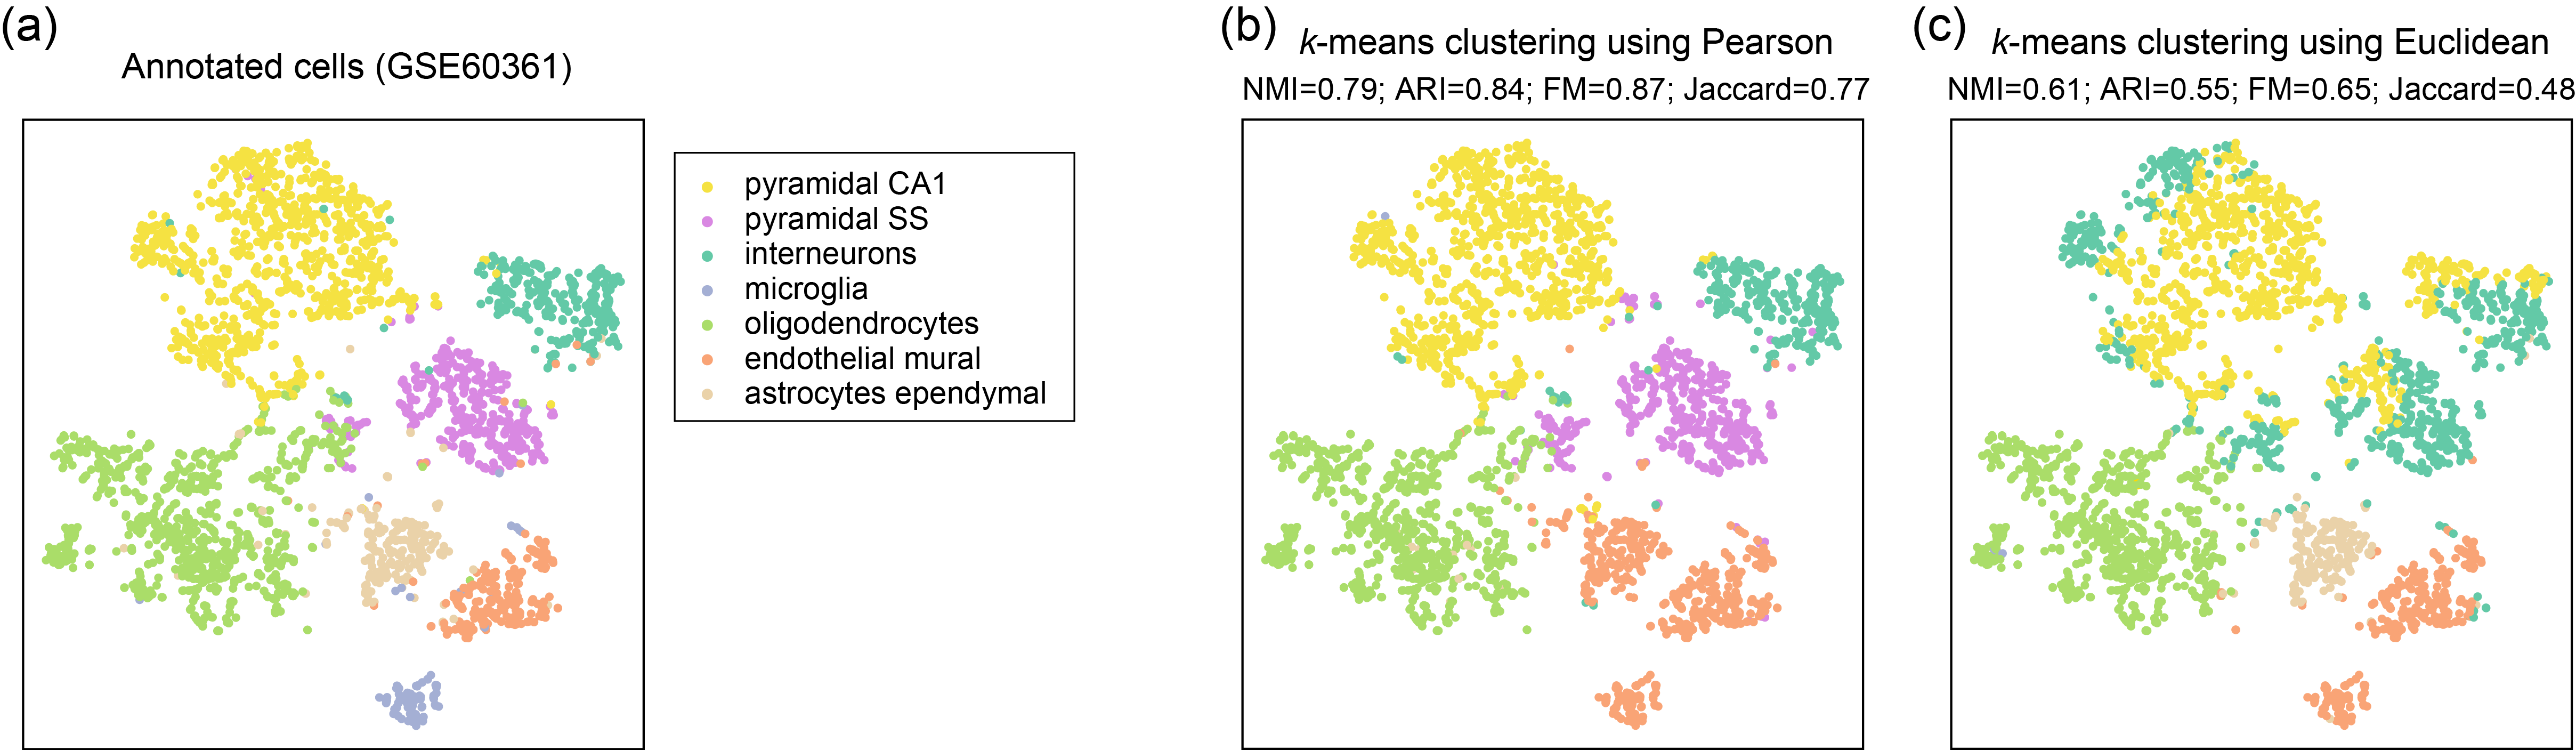 (a)
Annotated cells (GSE60361)
pyramidal CA1
pyramidal SS
interneurons
microglia
oligodendrocytes
endothelial mural
astrocytes ependymal
(b)
k-means clustering using Pearson
NMI=0.79; ARI=0.84; FM=0.87; Jaccard=0.77
(c)
k-means clustering using Euclidean
NMI=0.61; ARI=0.55; FM=0.65; Jaccard=0.48